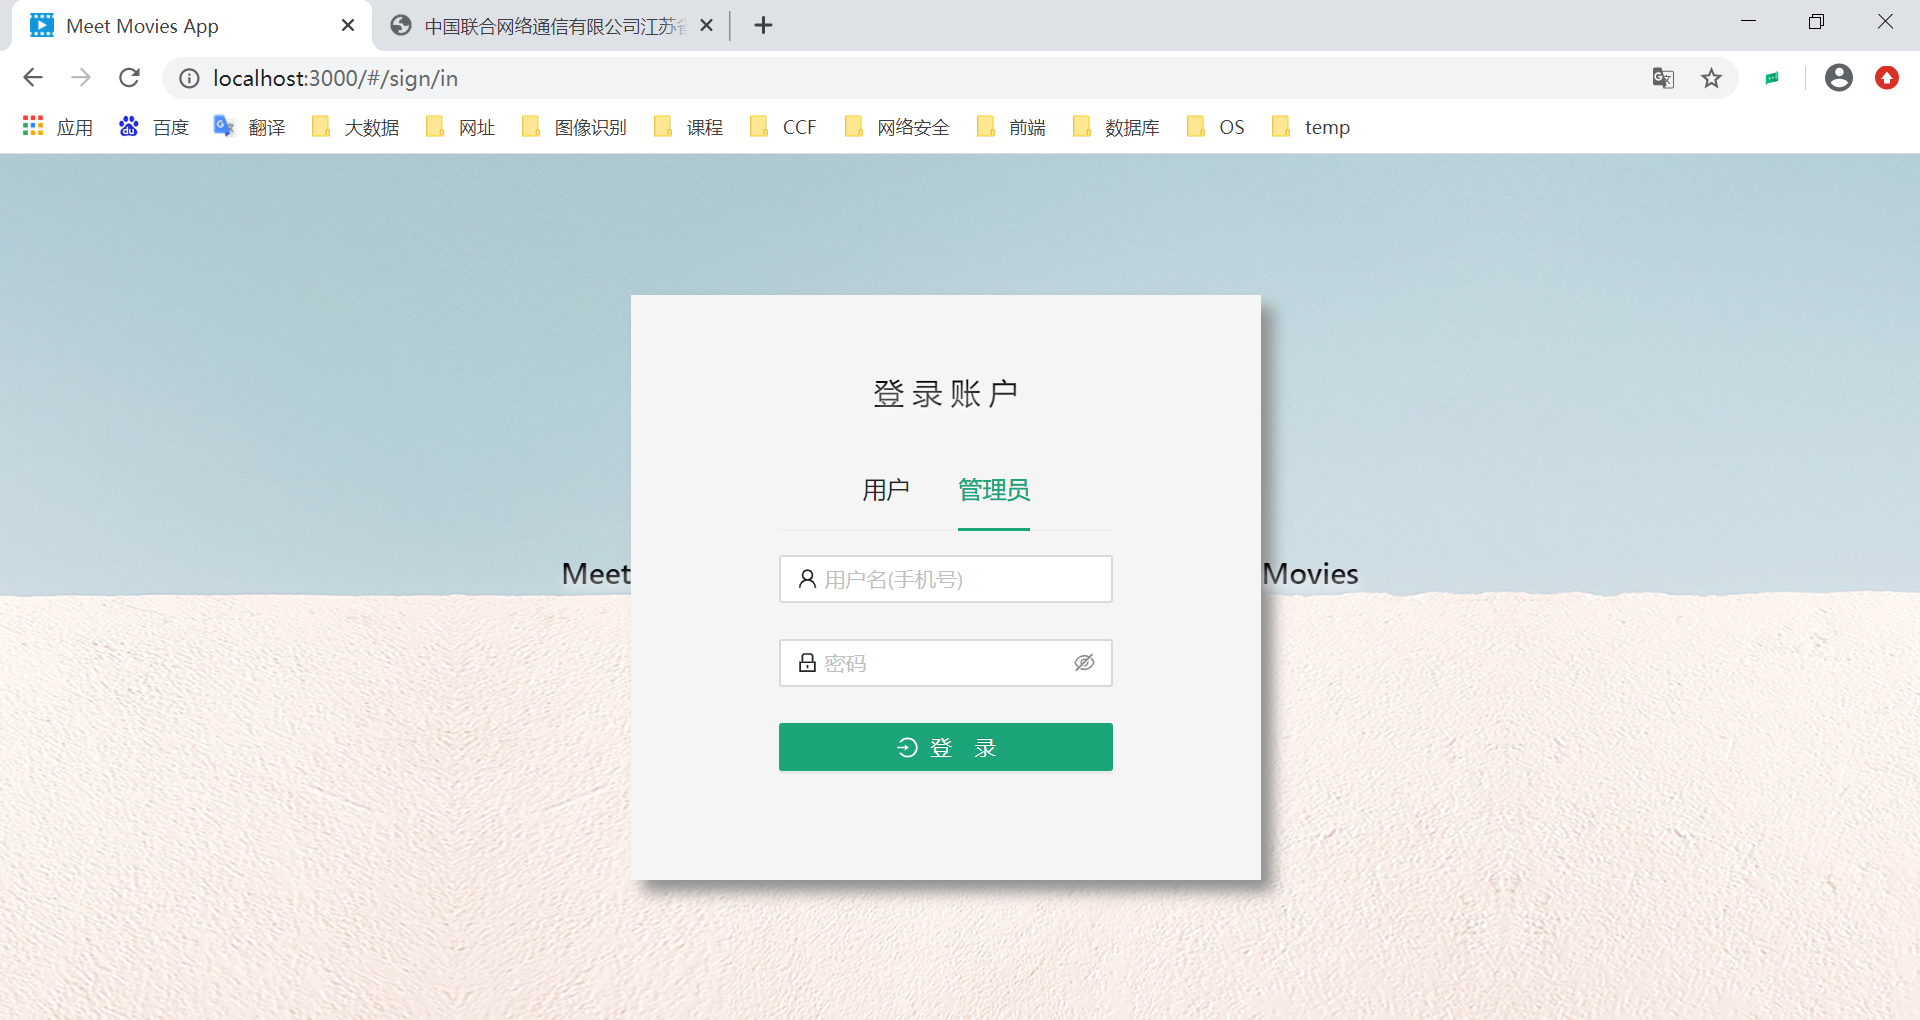 Meet Movies App
中国联合网络通信有限公司江苏省
localhost:3000/#/sign/in
应用 百度 翻译 大数据 网址 图像识别 课程 CCF 网络安全 前端 数据库 OS temp
登录账户
用户 管理员
Meet Movies
用户名(手机号)
密码
登 录